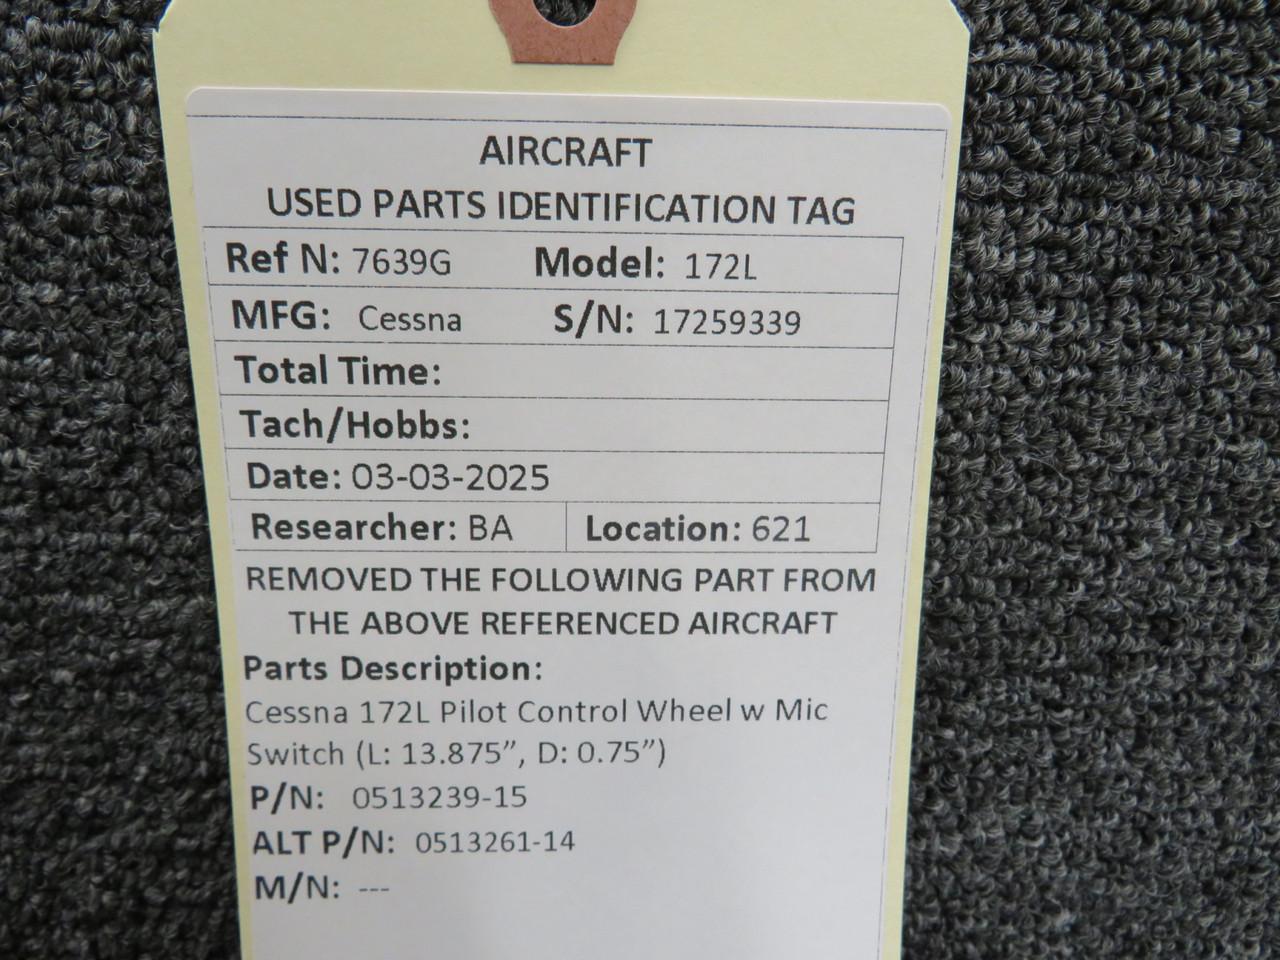 AIRCRAFT
USED PARTS IDENTIFICATION TAG
Ref N: 7639G Model: 172L
MFG: Cessna S/N: 17259339
Total Time:
Tach/Hobbs:
Date: 03-03-2025
Researcher: BA Location: 621
REMOVED THE FOLLOWING PART FROM
THE ABOVE REFERENCED AIRCRAFT
Parts Description:
Cessna 172L Pilot Control Wheel w Mic
Switch (L: 13.875”, D: 0.75”)
P/N: 0513239-15
ALT P/N: 0513261-14
M/N: ---